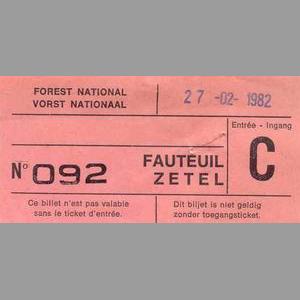 FOREST NATIONAL
VORST NATIONAAL
27 -02- 1982
Entrée - Ingang
C
N° 092
FAUTEUIL
ZETEL
Ce billet n'est pas valable
sans le ticket d'entrée.
Dit biljet is niet geldig
zonder toegangsticket.